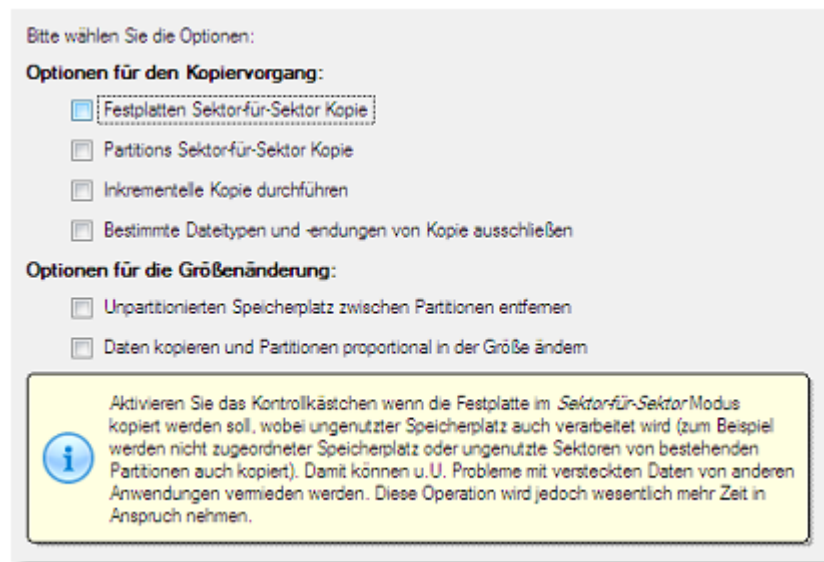 Bitte wählen Sie die Optionen:
Optionen für den Kopiervorgang:
Festplatten Sektor-für-Sektor Kopie
Partitions Sektor-für-Sektor Kopie
Inkrementelle Kopie durchführen
Bestimmte Dateitypen und -endungen von Kopie ausschließen
Optionen für die Größenänderung:
Unpartitionierten Speicherplatz zwischen Partitionen entfernen
Daten kopieren und Partitionen proportional in der Größe ändern
Aktivieren Sie das Kontrollkästchen wenn die Festplatte im Sektor-für-Sektor Modus
kopiert werden soll, wobei ungenutzter Speicherplatz auch verarbeitet wird (zum Beispiel
werden nicht zugeordneter Speicherplatz oder ungenutzte Sektoren von bestehenden
Partitionen auch kopiert). Damit können u.U. Probleme mit versteckten Daten von anderen
Anwendungen vermieden werden. Diese Operation wird jedoch wesentlich mehr Zeit in
Anspruch nehmen.